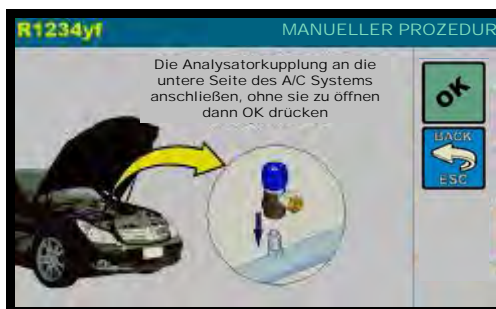 R1234yf
MANUELLER PROZEDUR
Die Analysatorkupplung an die
untere Seite des A/C Systems
anschließen, ohne sie zu öffnen
dann OK drücken
OK
BACK
ESC